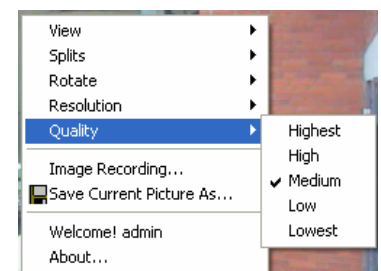 View
Splits
Rotate
Resolution
Quality
Highest
High
Medium
Low
Lowest
Image Recording...
Save Current Picture As...
Welcome! admin
About...